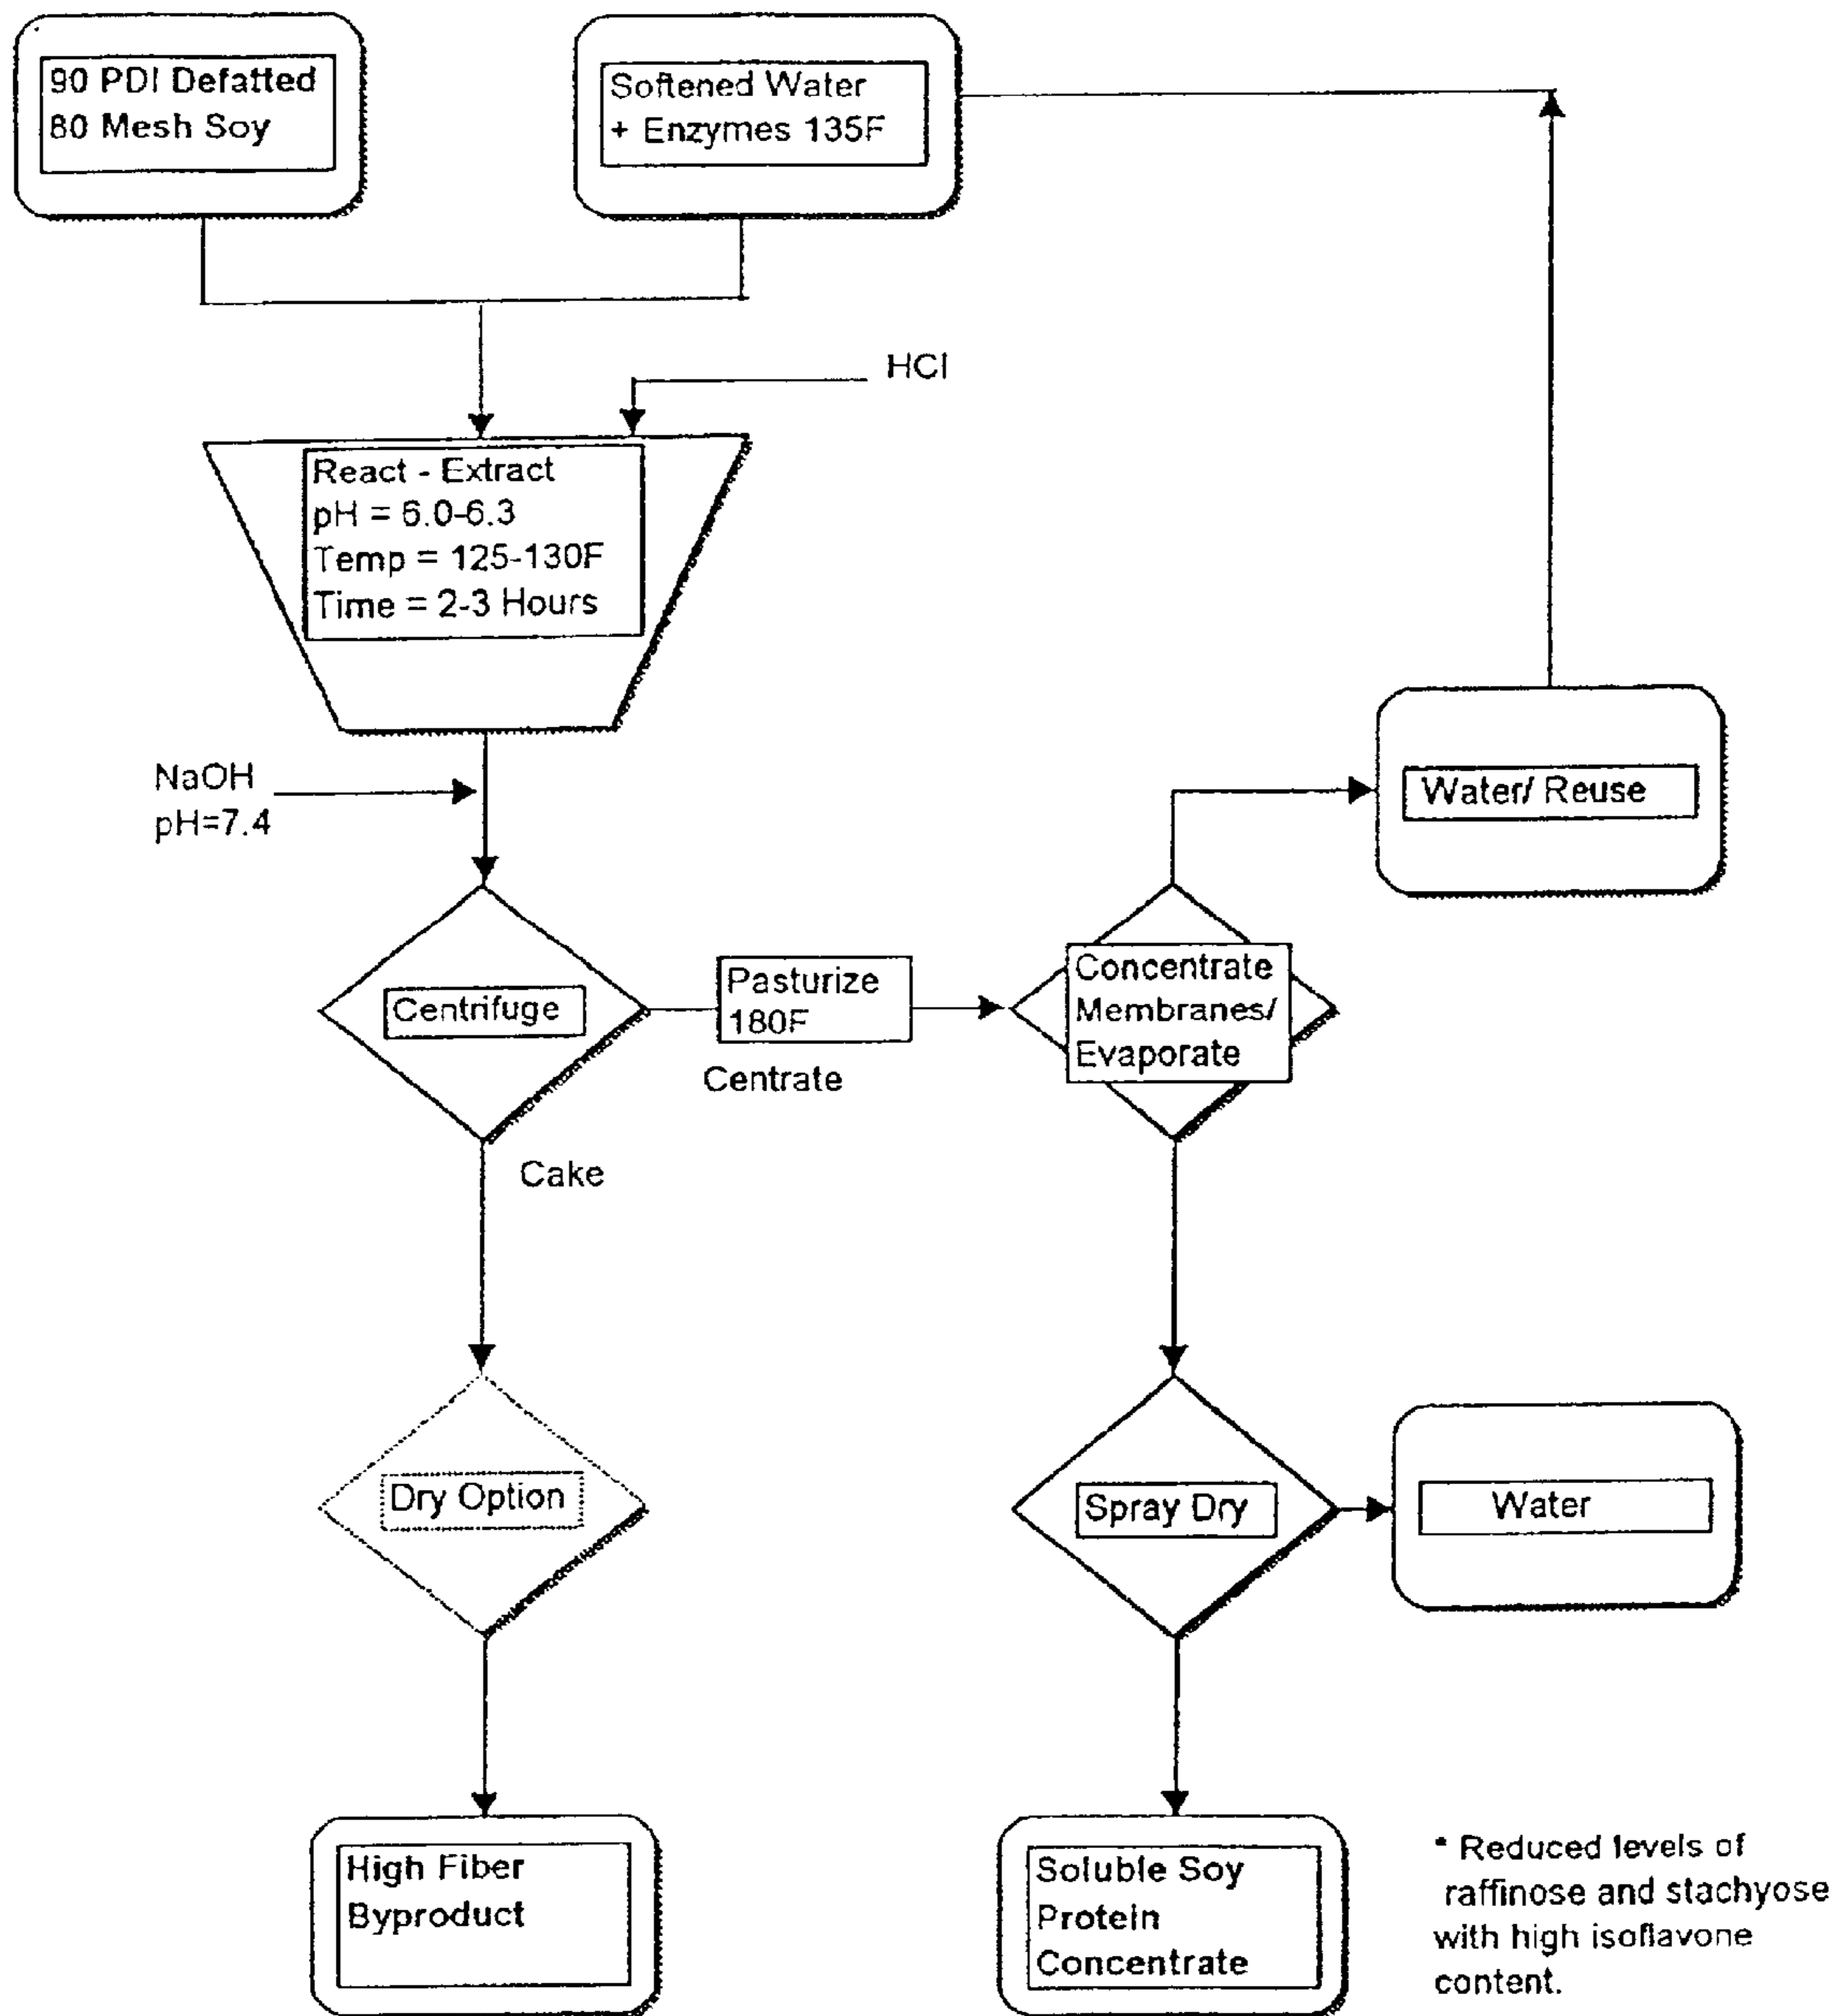 90 PDI Defatted
80 Mesh Soy
Softened Water
+ Enzymes 135F
HCl
React - Extract
pH = 6.0-6.3
Temp = 125-130F
Time = 2-3 Hours
NaOH
pH=7.4
Water/ Reuse
Centrifuge
Pasturize
180F
Centrate
Concentrate
Membranes/
Evaporate
Cake
Dry Option
Spray Dry
Water
High Fiber
Byproduct
Soluble Soy
Protein
Concentrate
* Reduced levels of
raffinose and stachyose
with high isoflavone
content.